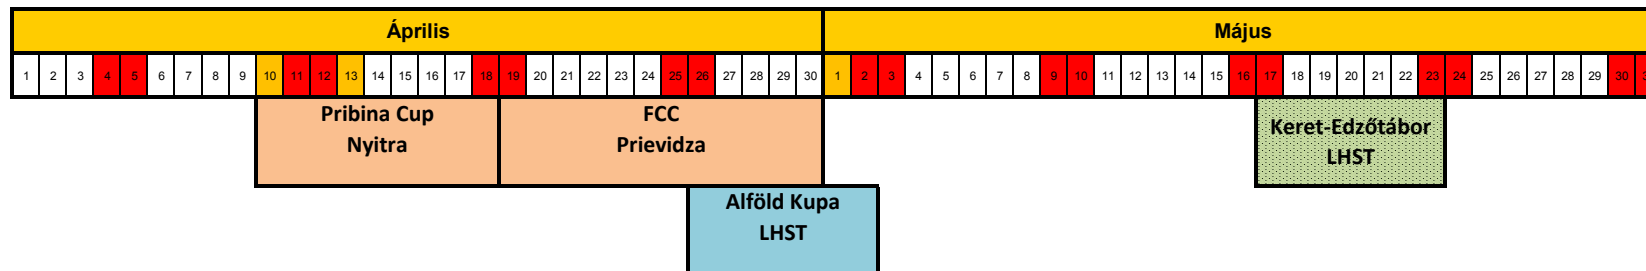 Április Május
1 2 3 4 5 6 7 8 9 10 11 12 13 14 15 16 17 18 19 20 21 22 23 24 25 26 27 28 29 30 1 2 3 4 5 6 7 8 9 10 11 12 13 14 15 16 17 18 19 20 21 22 23 24 25 26 27 28 29 30
Pribina Cup
Nyitra
FCC
Prievidza
Keret-Edzőtábor
LHST
Alföld Kupa
LHST